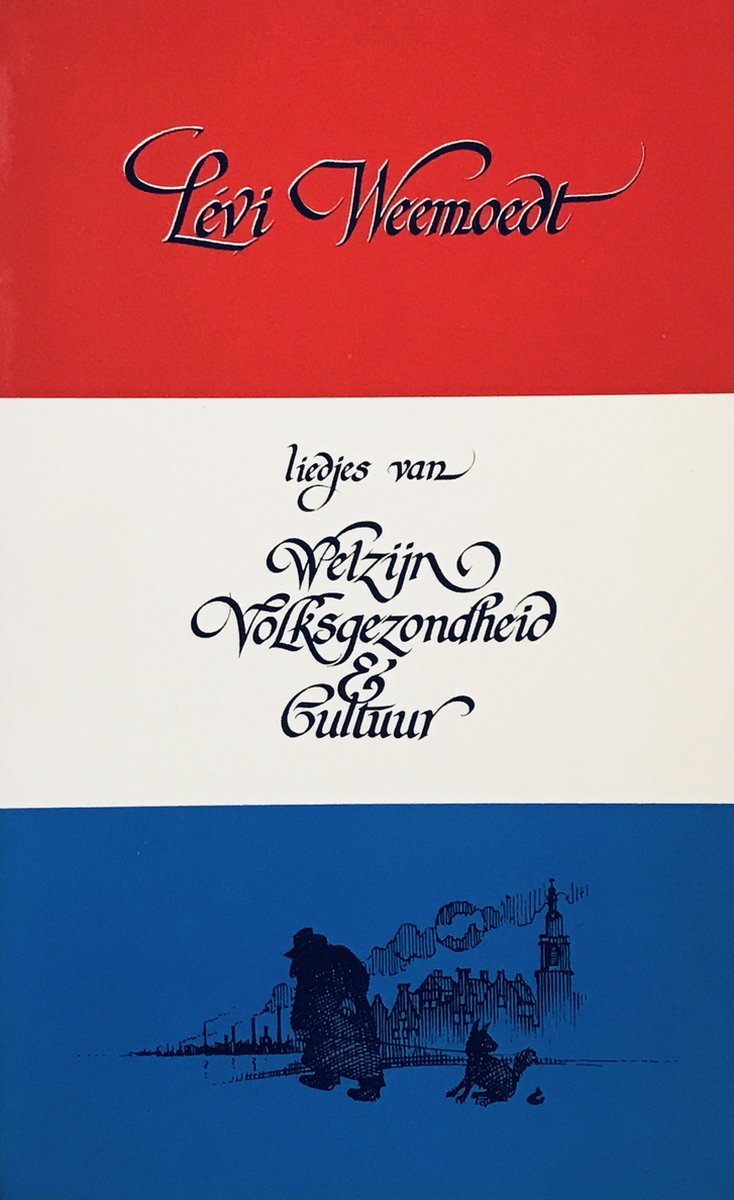 Lévi Weemoedt
liedjes van
Welzijn
Volksgezondheid
&
Cultuur